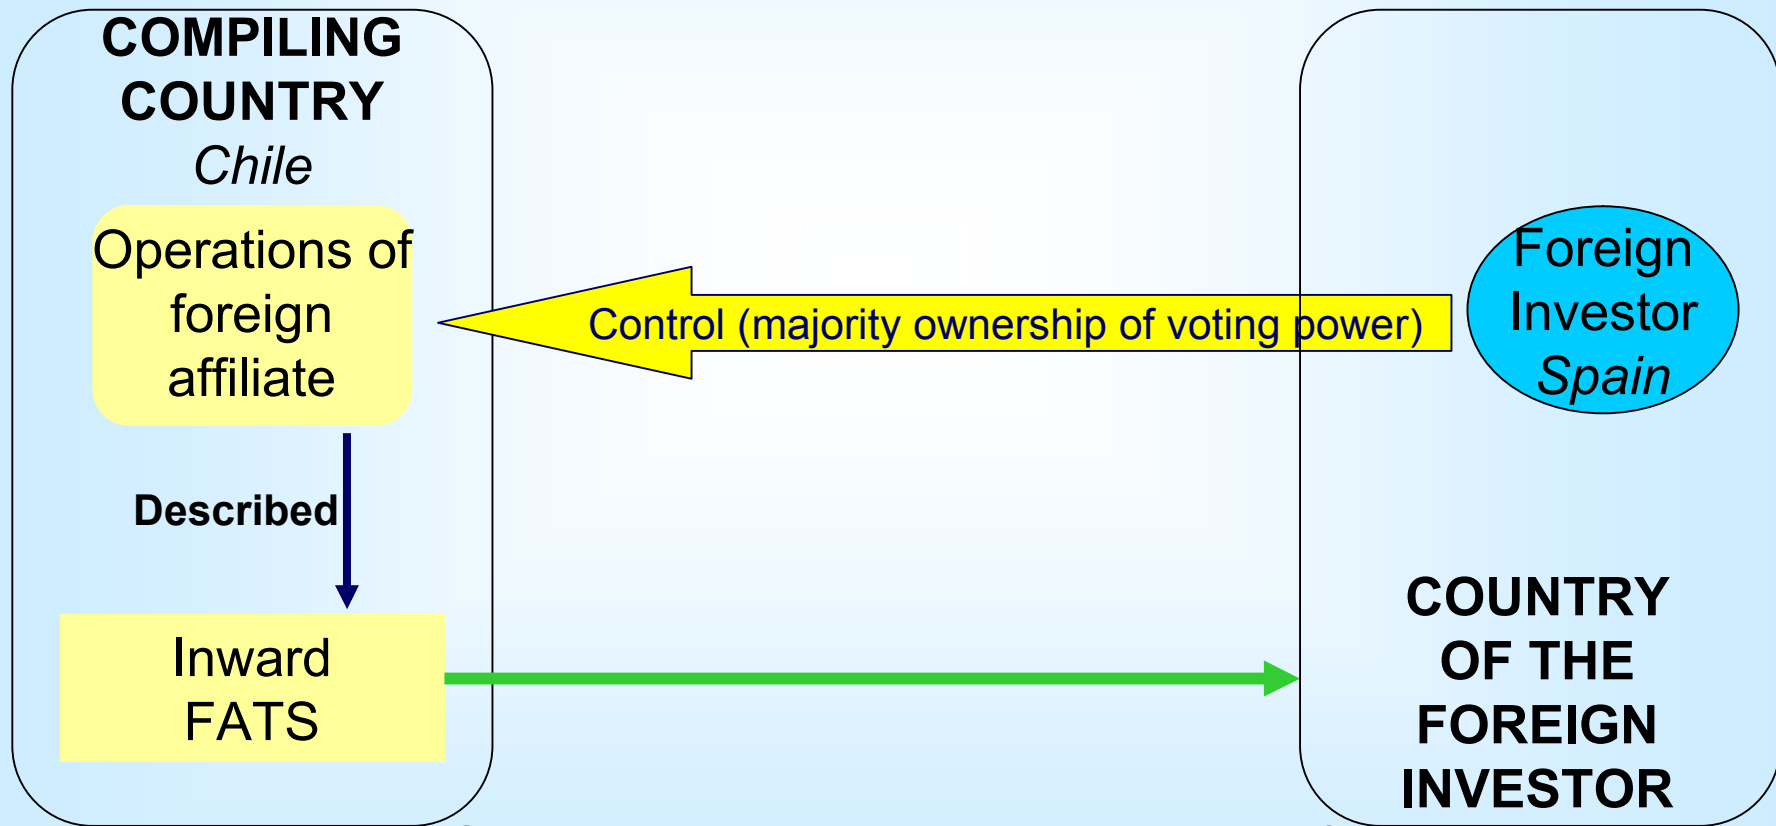 COMPILING
COUNTRY
Chile
Operations of
foreign
affiliate
Described
Inward
FATS
Control (majority ownership of voting power)
Foreign
Investor
Spain
COUNTRY
OF THE
FOREIGN
INVESTOR